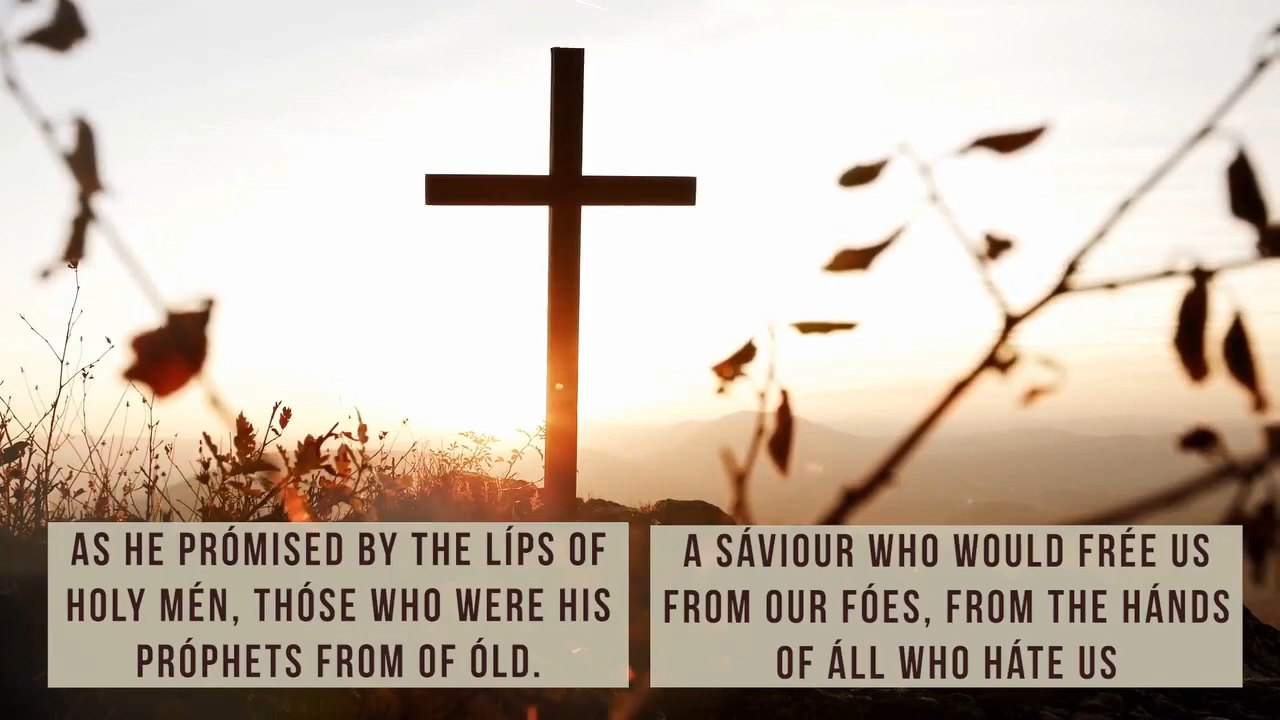 AS HE PRÓMISED BY THE LÍPS OF
HOLY MÉN, THÓSE WHO WERE HIS
PRÓPHETS FROM OF ÓLD.
A SÁVIOUR WHO WOULD FRÉE US
FROM OUR FÓES, FROM THE HÁNDS
OF ÁLL WHO HÁTE US